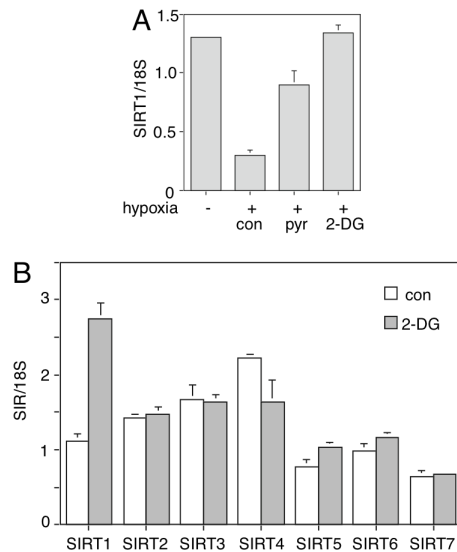 A
SIRT1/18S
1.5
1.0
0.5
0
hypoxia - + + +
con pyr 2-DG
B
SIR/18S
3
2
1
0
con
2-DG
SIRT1 SIRT2 SIRT3 SIRT4 SIRT5 SIRT6 SIRT7